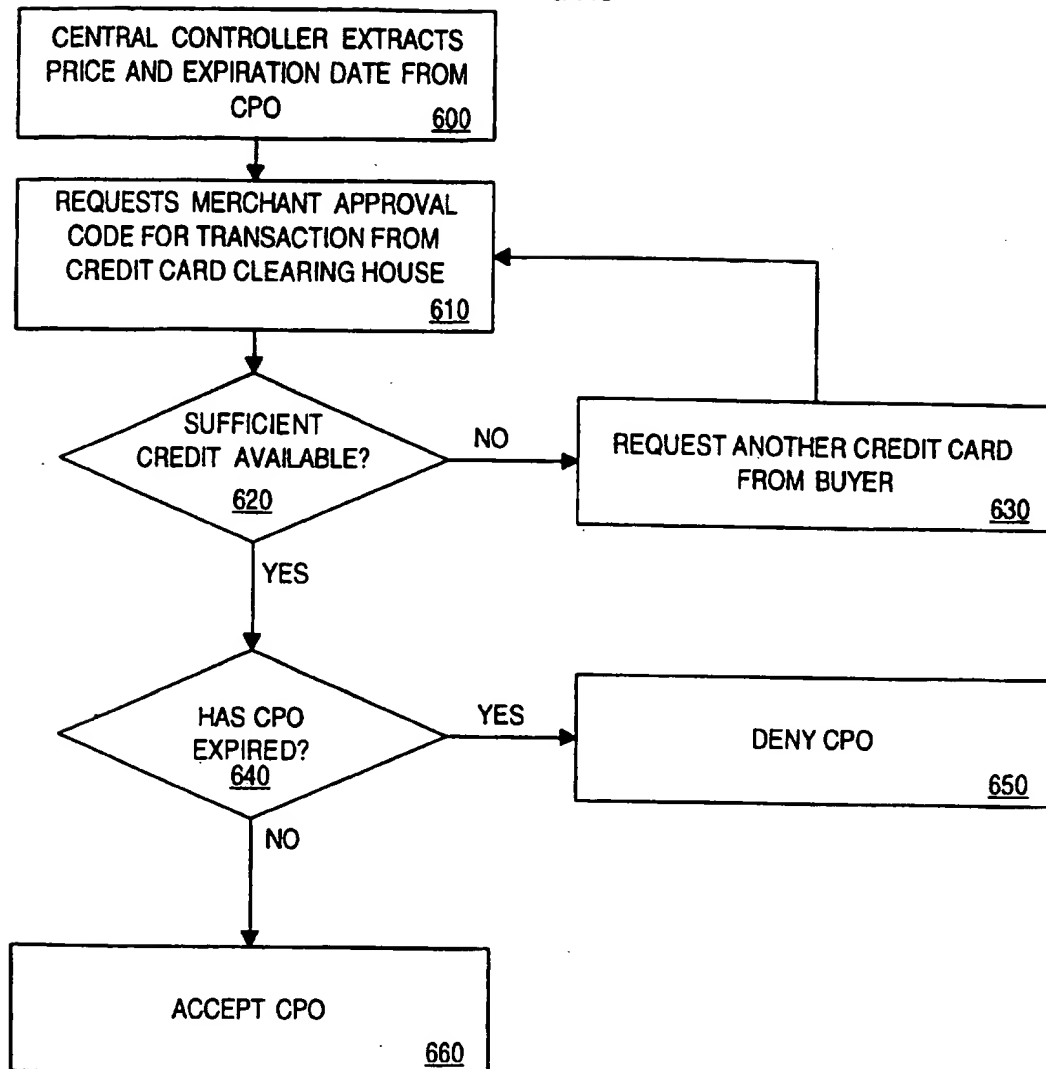 CENTRAL CONTROLLER EXTRACTS
PRICE AND EXPIRATION DATE FROM
CPO
600
REQUESTS MERCHANT APPROVAL
CODE FOR TRANSACTION FROM
CREDIT CARD CLEARING HOUSE
610
SUFFICIENT
CREDIT AVAILABLE?
620
NO
REQUEST ANOTHER CREDIT CARD
FROM BUYER
630
YES
HAS CPO
EXPIRED?
640
YES
DENY CPO
650
NO
ACCEPT CPO
660